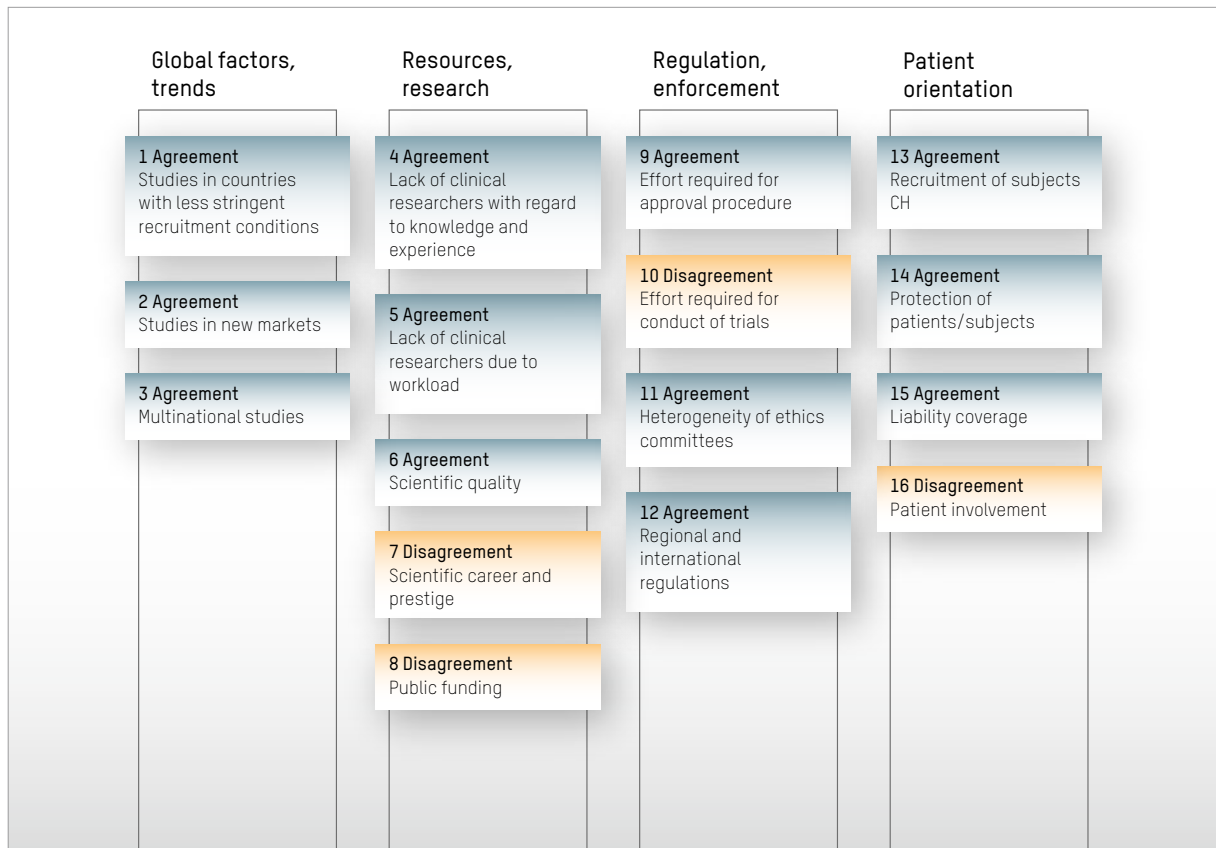 Global factors,
trends
1 Agreement
Studies in countries
with less stringent
recruitment conditions
2 Agreement
Studies in new markets
3 Agreement
Multinational studies
Resources,
research
4 Agreement
Lack of clinical
researchers with regard
to knowledge and
experience
5 Agreement
Lack of clinical
researchers due to
workload
6 Agreement
Scientific quality
7 Disagreement
Scientific career and
prestige
8 Disagreement
Public funding
Regulation,
enforcement
9 Agreement
Effort required for
approval procedure
10 Disagreement
Effort required for
conduct of trials
11 Agreement
Heterogeneity of ethics
committees
12 Agreement
Regional and
international
regulations
Patient
orientation
13 Agreement
Recruitment of subjects
CH
14 Agreement
Protection of
patients/subjects
15 Agreement
Liability coverage
16 Disagreement
Patient involvement